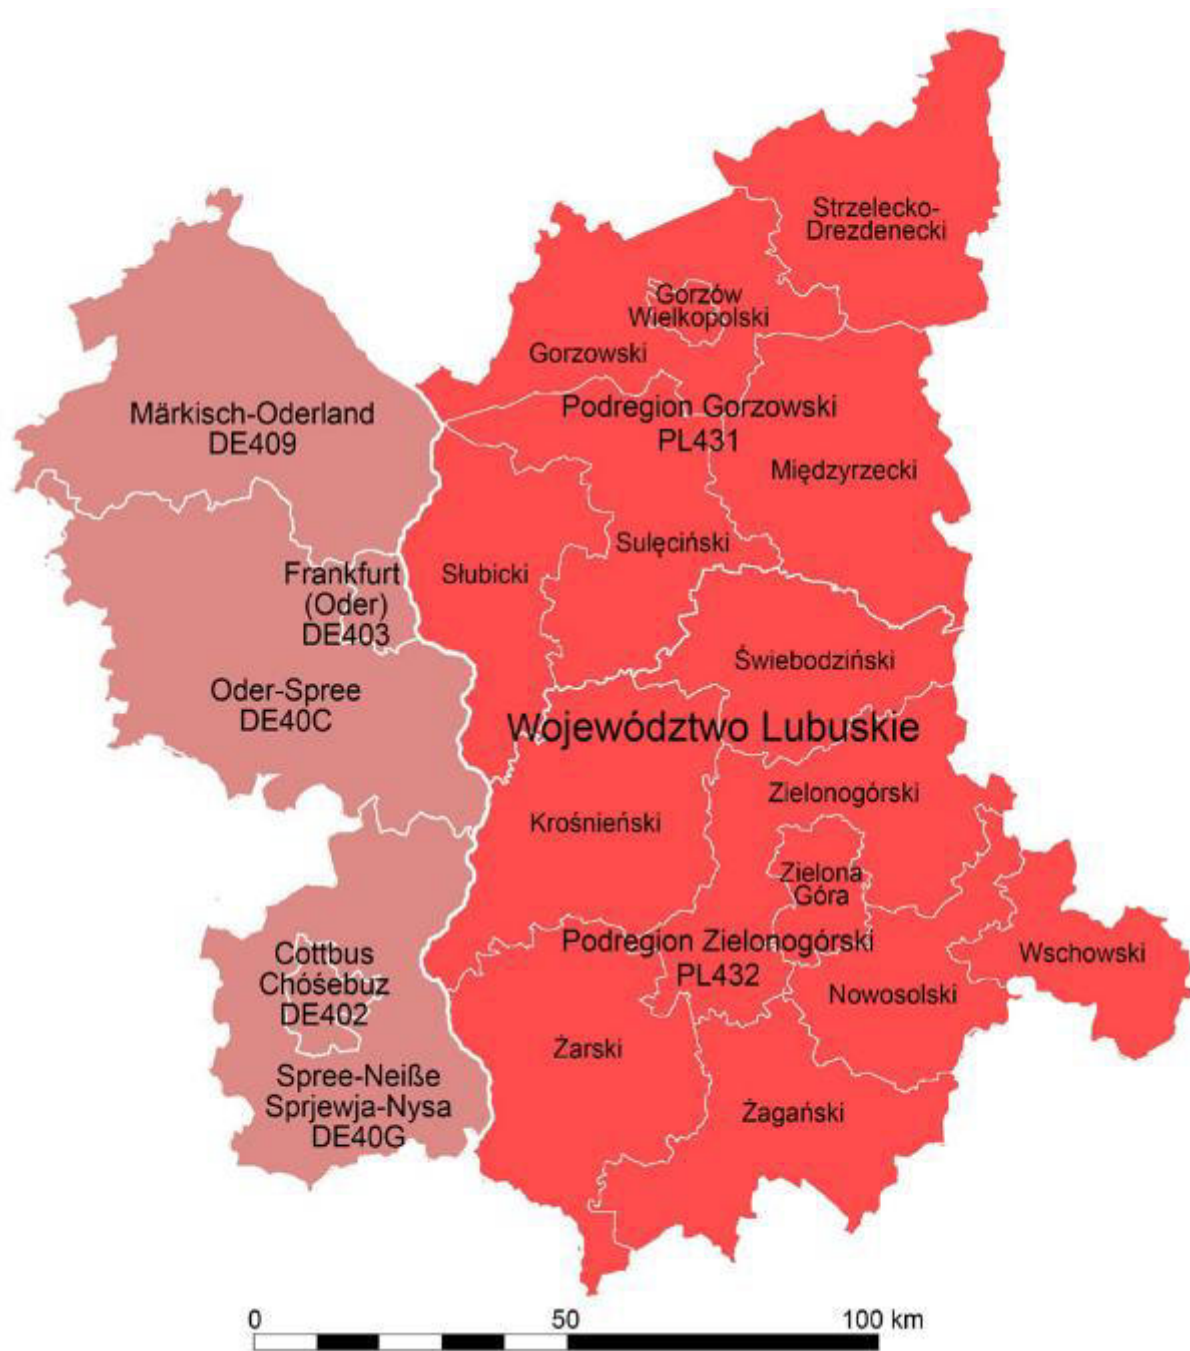 Strzelecko-
Drezdenecki
Gorzów
Wielkopolski
Gorzowski
Märkisch-Oderland
DE409
Podregion Gorzowski
PL431
Międzyrzecki
Sulęciński
Słubicki
Frankfurt
(Oder)
DE403
Świebodziński
Oder-Spree
DE40C
Województwo Lubuskie
Zielonogórski
Krośnieński
Zielona
Góra
Podregion Zielonogórski
PL432
Wschowski
Cottbus
Chóśebuz
DE402
Nowosolski
Żarski
Spree-Neiße
Sprjewja-Nysa
DE40G
Żagański
0 50 100 km